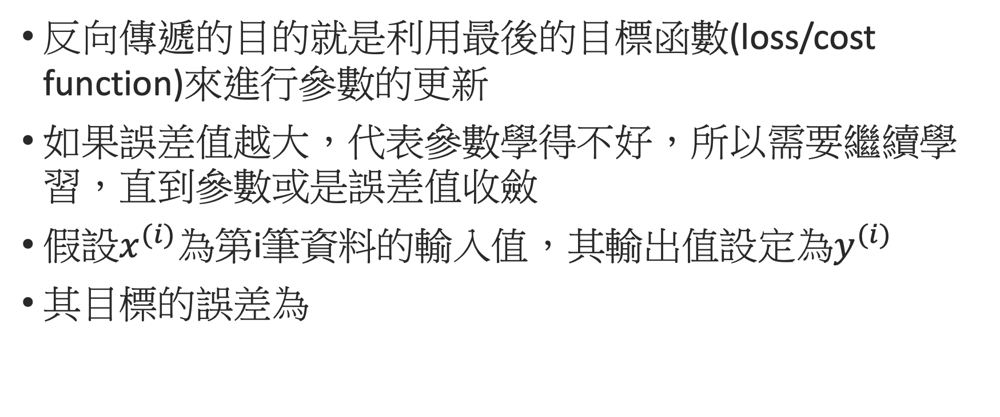 • 反向傳遞的目的就是利用最後的目標函數(loss/cost
function)來進行參數的更新
• 如果誤差值越大，代表參數學得不好，所以需要繼續學
習，直到參數或是誤差值收斂
• 假設x⁽ⁱ⁾為第i筆資料的輸入值，其輸出值設定為y⁽ⁱ⁾
• 其目標的誤差為